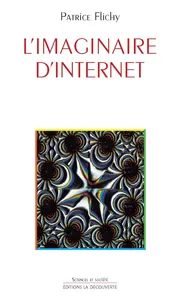 PATRICE FLICHY
L'IMAGINAIRE
D'INTERNET
SCIENCES ET SOCIÉTÉ
ÉDITIONS LA DÉCOUVERTE